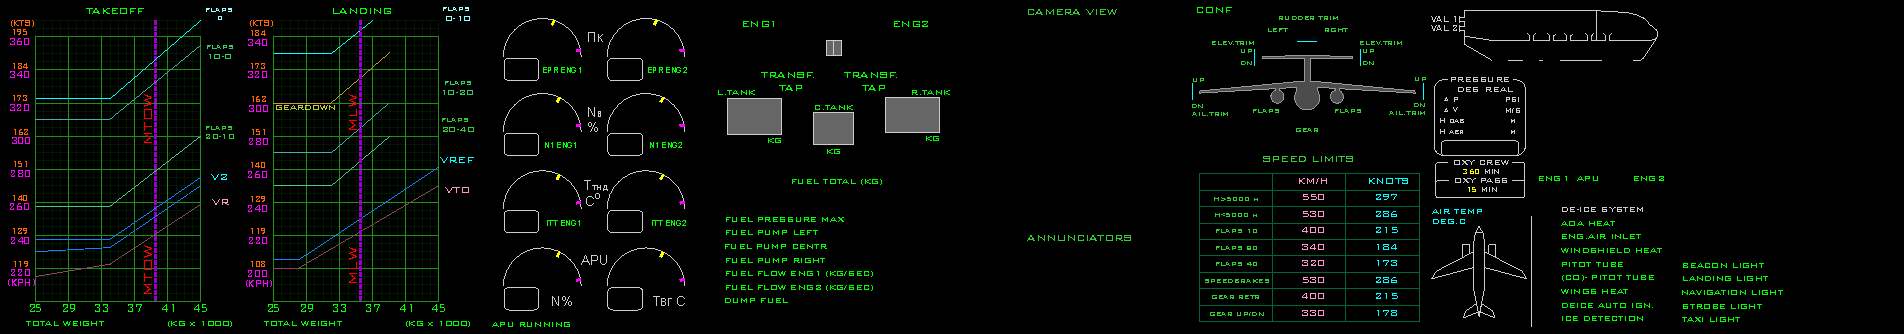 TAKEOFF
FLAPS
0
(KTS)
195
360
184
340
173
320
162
300
151
280
140
260
129
240
119
220
(KPH)
FLAPS
10-0
FLAPS
20-10
V2
VR
MTOW
MTOW
25 29 33 37 41 45
TOTAL WEIGHT (KG x 1000)
LANDING
FLAPS
0-10
(KTS)
184
340
173
320
162
300
151
280
140
260
129
240
119
220
108
200
(KPH)
GEARDOWN
FLAPS
10-20
FLAPS
20-40
VREF
VTO
MLW
MLW
25 29 33 37 41 45
TOTAL WEIGHT (KG x 1000)
Пк
EPR ENG1 EPR ENG2
Nв
%
N1 ENG1 N1 ENG2
Tтнд
C°
ITT ENG1 ITT ENG2
APU
N% Tвг C
APU RUNNING
ENG1 ENG2
TRANSF. TRANSF.
TAP TAP
L.TANK C.TANK R.TANK
KG KG KG
FUEL TOTAL (KG)
FUEL PRESSURE MAX
FUEL PUMP LEFT
FUEL PUMP CENTR
FUEL PUMP RIGHT
FUEL FLOW ENG1 (KG/SEC)
FUEL FLOW ENG2 (KG/SEC)
DUMP FUEL
CAMERA VIEW
ANNUNCIATORS
CONF
RUDDER TRIM
LEFT RIGHT
ELEV.TRIM ELEV.TRIM
UP UP
DN DN
UP UP
DN DN
AIL.TRIM AIL.TRIM
FLAPS FLAPS
GEAR
SPEED LIMITS
KM/H KNOTS
H>5000 M 550 297
H<5000 M 530 286
FLAPS 10 400 215
FLAPS 20 340 184
FLAPS 40 320 173
SPEEDBRAKES 530 286
GEAR RETR 400 215
GEAR UP/DN 330 178
VAL 1
VAL 2
PRESSURE
DES REAL
Δ P PSI
Δ V M/S
H CAB M
H AER M
OXY CREW
360 MIN
OXY PASS
15 MIN
ENG1 APU ENG2
AIR TEMP
DEG.C
DE-ICE SYSTEM
AOA HEAT
ENG.AIR INLET
WINDSHIELD HEAT
PITOT TUBE
(CO)- PITOT TUBE
WINGS HEAT
DEICE AUTO IGN.
ICE DETECTION
BEACON LIGHT
LANDING LIGHT
NAVIGATION LIGHT
STROBE LIGHT
TAXI LIGHT